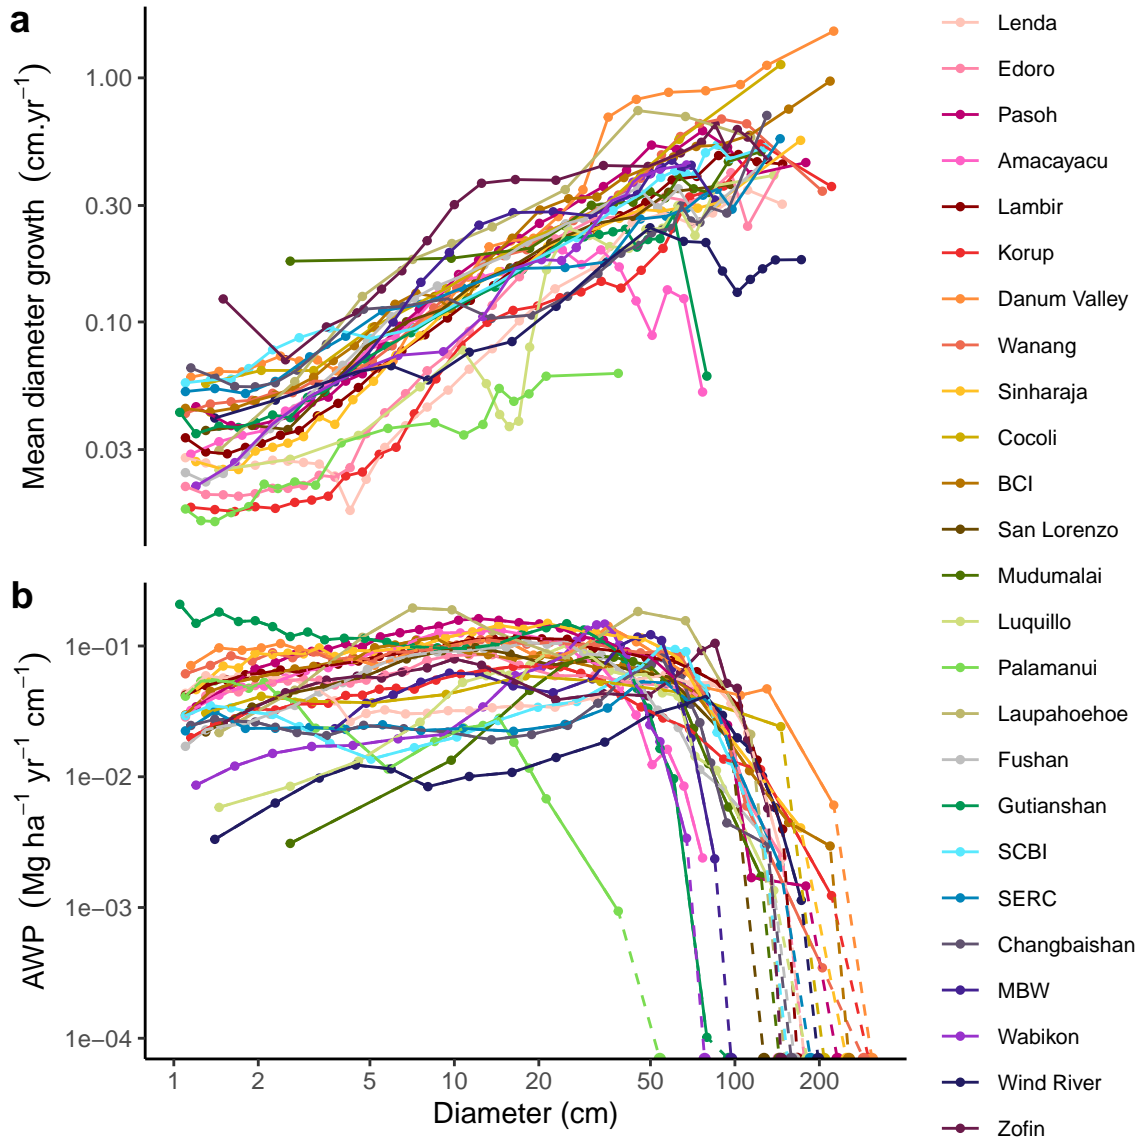 a
Mean diameter growth (cm.yr−1)
1.00
0.30
0.10
0.03
b
AWP (Mg ha−1 yr−1 cm−1)
1e−01
1e−02
1e−03
1e−04
1 2 5 10 20 50 100 200
Diameter (cm)
Lenda
Edoro
Pasoh
Amacayacu
Lambir
Korup
Danum Valley
Wanang
Sinharaja
Cocoli
BCI
San Lorenzo
Mudumalai
Luquillo
Palamanui
Laupahoehoe
Fushan
Gutianshan
SCBI
SERC
Changbaishan
MBW
Wabikon
Wind River
Zofin